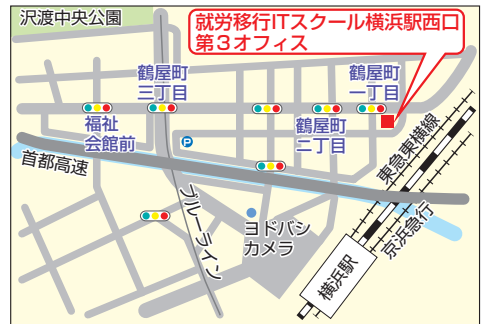 沢渡中央公園
就労移行ITスクール横浜駅西口
第3オフィス
鶴屋町
三丁目
鶴屋町
一丁目
福祉
会館前
鶴屋町
二丁目
P
首都高速
東急東横線
ブルーライン
ヨドバシ
カメラ
京浜急行
横浜駅